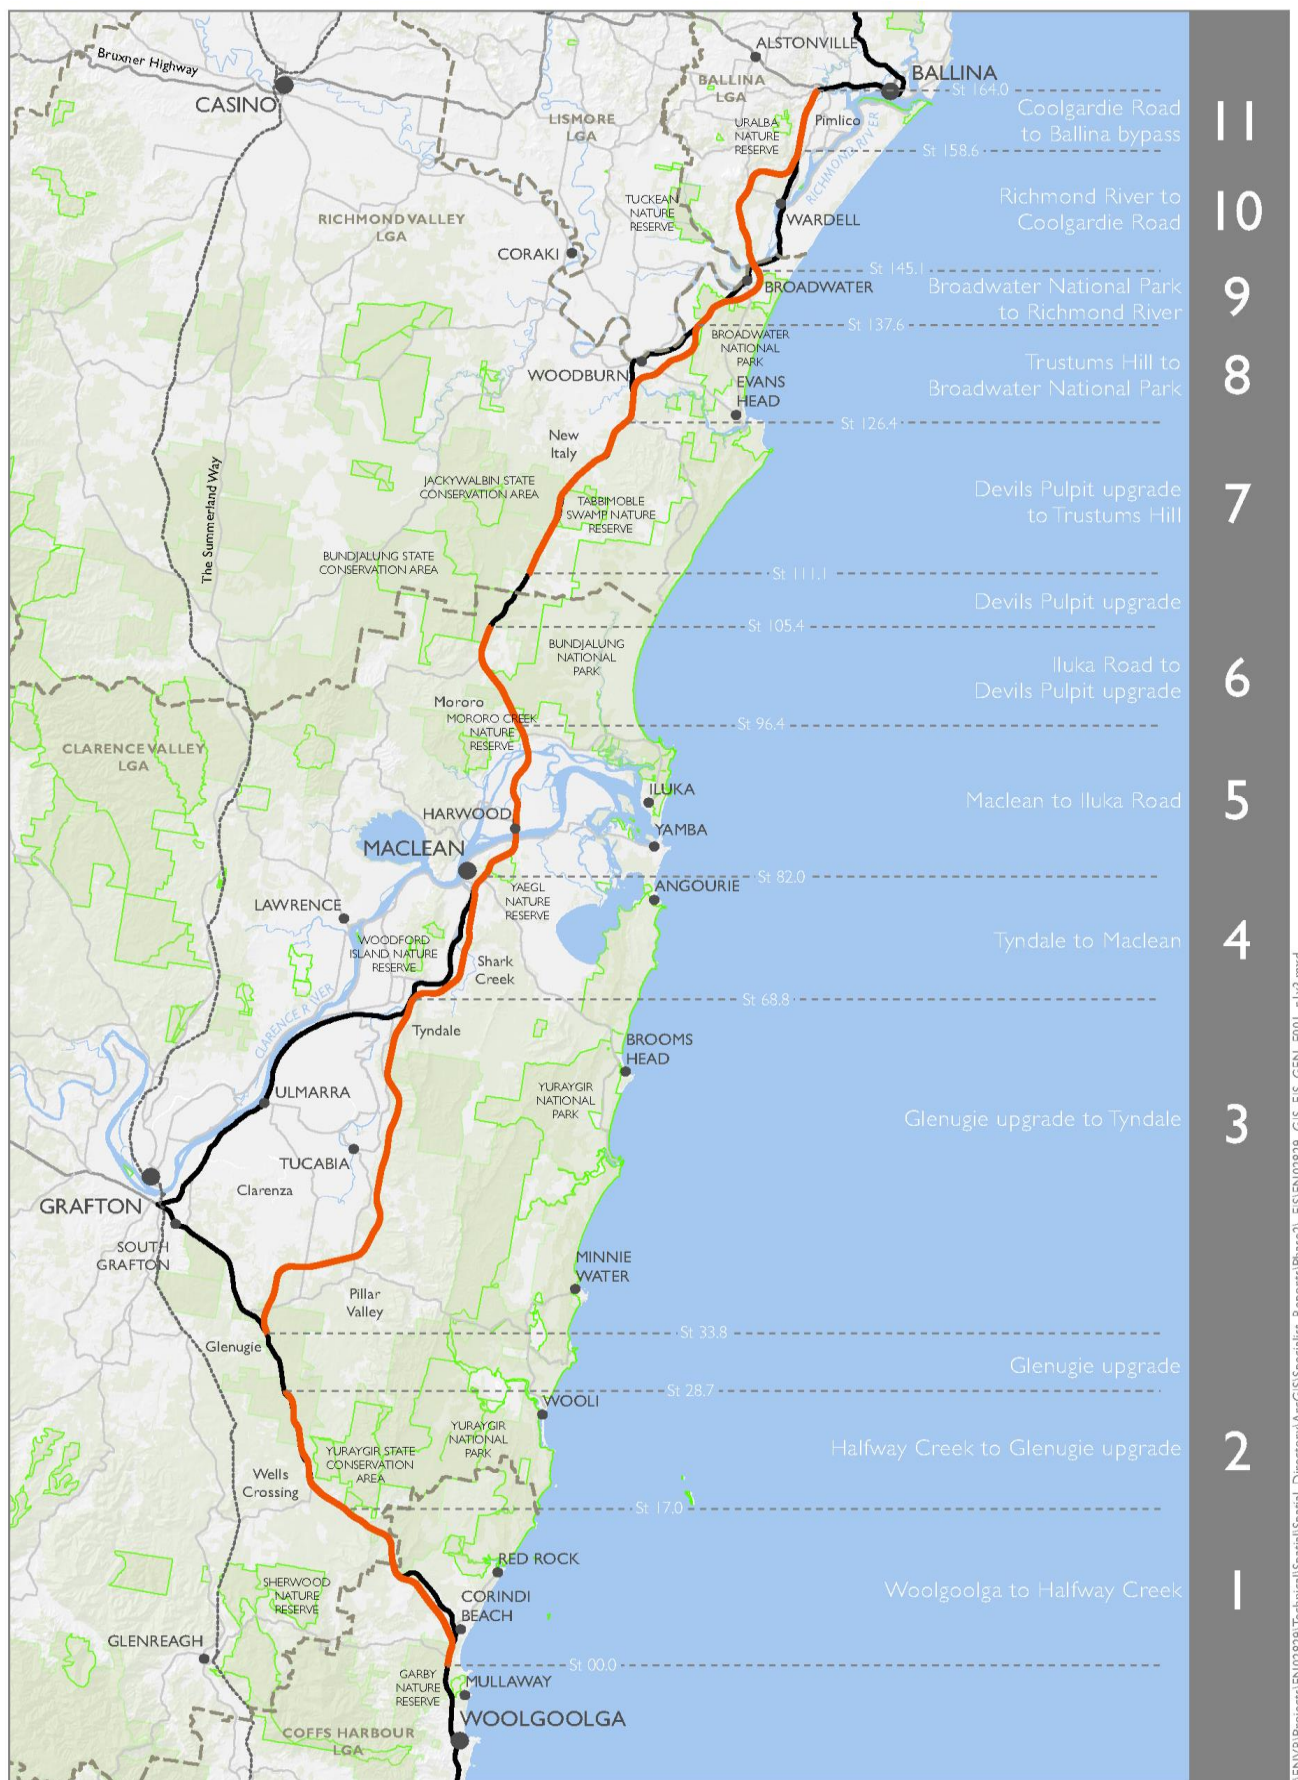 ALSTONVILLE
Bruxner Highway
BALLINA
BALLINA
LGA
St 164.0
CASINO
Coolgardie Road
to Ballina bypass
11
LISMORE
LGA
Pimlico
URALBA
NATURE
RESERVE
RICHMOND RIVER
St 158.6
TUCKEAN
NATURE
RESERVE
Richmond River to
Coolgardie Road
10
RICHMOND VALLEY
LGA
WARDELL
CORAKI
St 145.1
BROADWATER
Broadwater National Park
to Richmond River
9
St 137.6
BROADWATER
NATIONAL
PARK
WOODBURN
Trustums Hill to
Broadwater National Park
8
EVANS
HEAD
St 126.4
New
Italy
The Summerland Way
JACKYWALBIN STATE
CONSERVATION AREA
TABBIMOBLE
SWAMP NATURE
RESERVE
Devils Pulpit upgrade
to Trustums Hill
7
BUNDJALUNG STATE
CONSERVATION AREA
St 111.1
Devils Pulpit upgrade
St 105.4
BUNDJALUNG
NATIONAL
PARK
Iluka Road to
Devils Pulpit upgrade
6
Mororo
MORORO CREEK
NATURE
RESERVE
St 96.4
CLARENCE VALLEY
LGA
ILUKA
Maclean to Iluka Road
5
HARWOOD
YAMBA
MACLEAN
St 82.0
YAEGL
NATURE
RESERVE
ANGOURIE
LAWRENCE
WOODFORD
ISLAND NATURE
RESERVE
Tyndale to Maclean
4
Shark
Creek
St 68.8
CLARENCE RIVER
Tyndale
BROOMS
HEAD
ULMARRA
YURAYGIR
NATIONAL
PARK
Glenugie upgrade to Tyndale
3
TUCABIA
Clarenza
GRAFTON
SOUTH
GRAFTON
MINNIE
WATER
Pillar
Valley
St 33.8
Glenugie
Glenugie upgrade
St 28.7
WOOLI
YURAYGIR
NATIONAL
PARK
YURAYGIR STATE
CONSERVATION
AREA
Halfway Creek to Glenugie upgrade
2
Wells
Crossing
St 17.0
RED ROCK
SHERWOOD
NATURE
RESERVE
CORINDI
BEACH
Woolgoolga to Halfway Creek
1
GLENREAGH
St 00.0
GARBY
NATURE
RESERVE
MULLAWAY
WOOLGOOLGA
COFFS HARBOUR
LGA